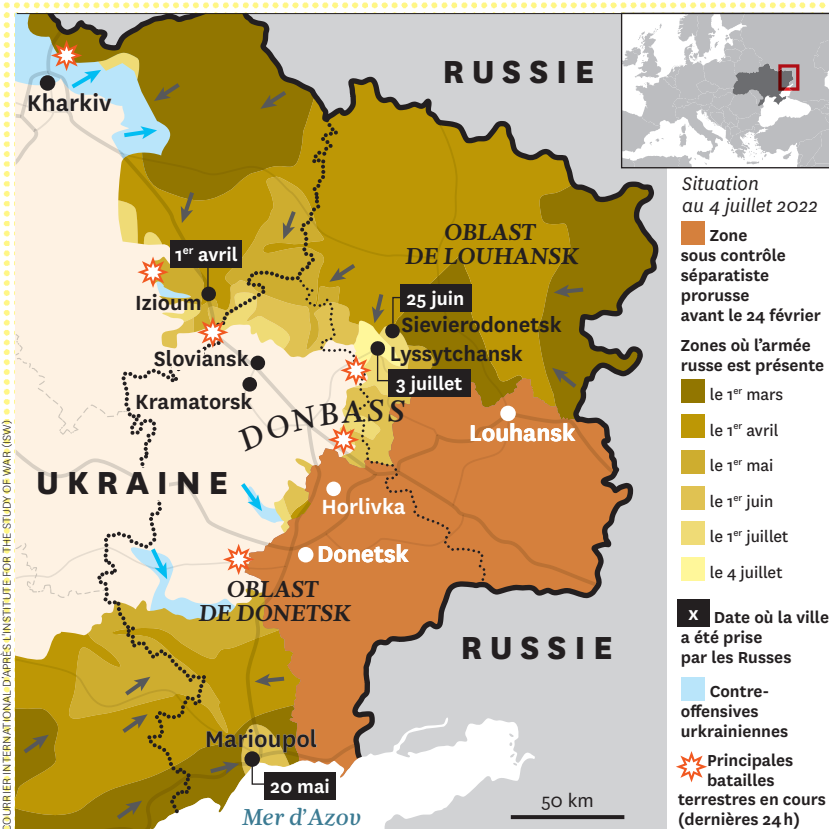 RUSSIE
Kharkiv
1er avril
OBLAST
DE LOUHANSK
25 juin
Izioum
Sievierodonetsk
Lyssytchansk
Sloviansk
3 juillet
Kramatorsk
DONBASS
Louhansk
UKRAINE
Horlivka
Donetsk
OBLAST
DE DONETSK
RUSSIE
Marioupol
20 mai
Mer d'Azov
50 km
Situation
au 4 juillet 2022
Zone
sous contrôle
séparatiste
prorusse
avant le 24 février
Zones où l'armée
russe est présente
le 1er mars
le 1er avril
le 1er mai
le 1er juin
le 1er juillet
le 4 juillet
x Date où la ville
a été prise
par les Russes
Contre-
offensives
urkrainiennes
Principales
batailles
terrestres en cours
(dernières 24 h)
COURRIER INTERNATIONAL D'APRÈS L'INSTITUTE FOR THE STUDY OF WAR (ISW)